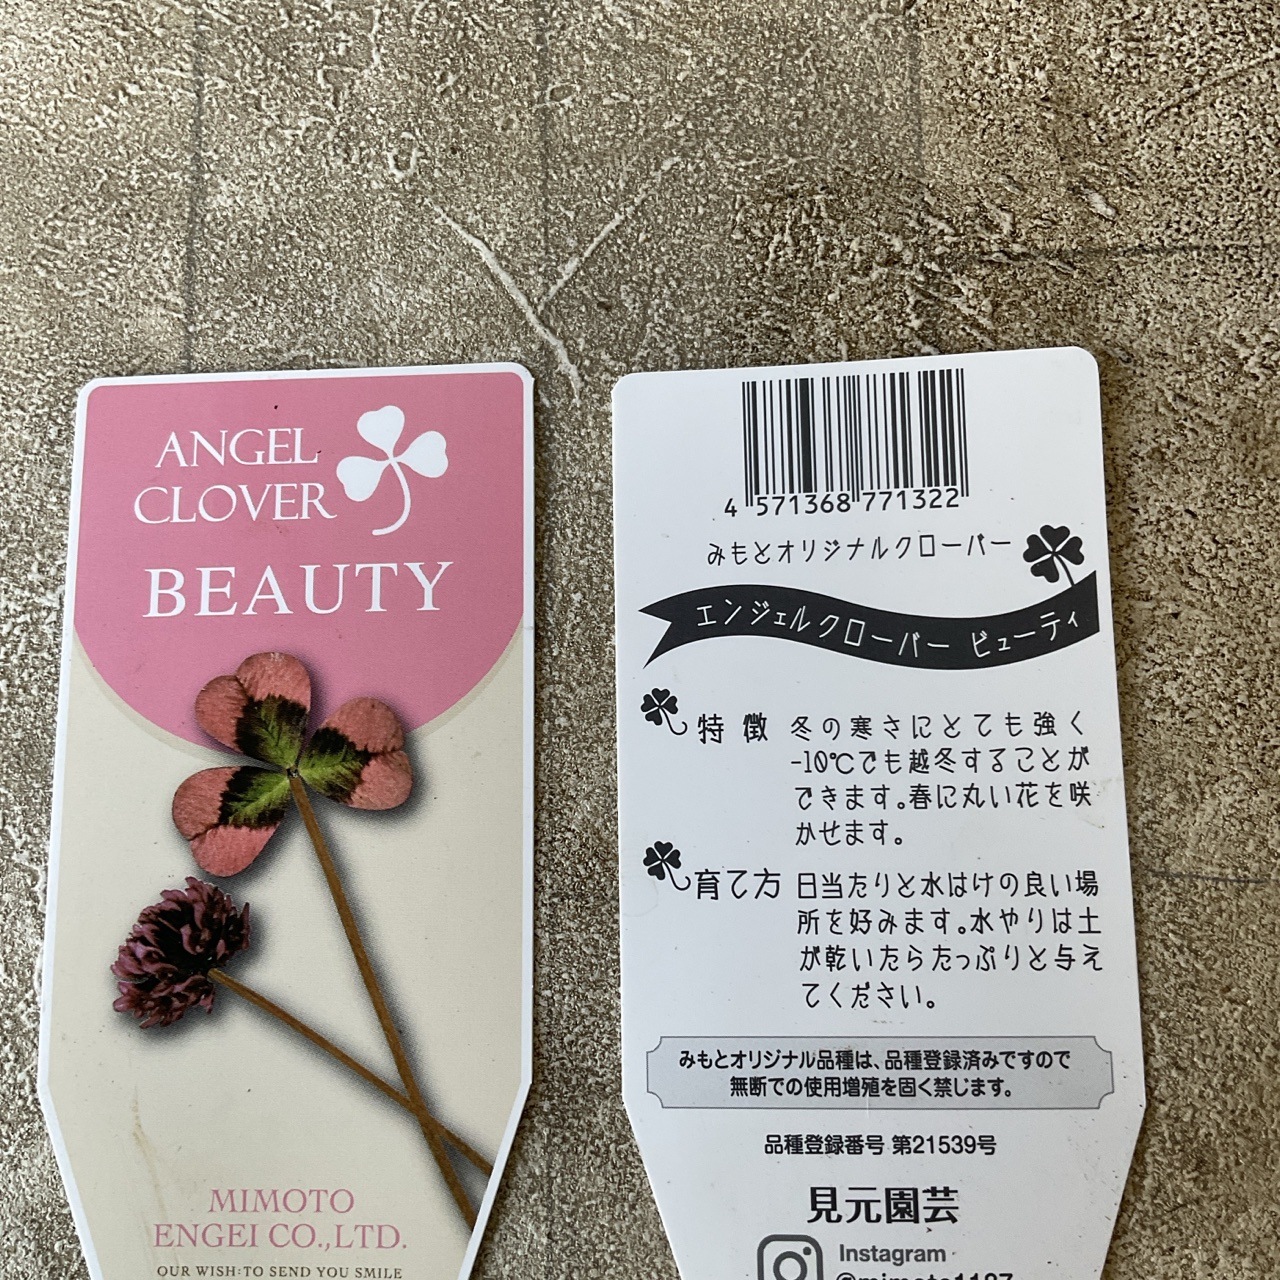 ANGEL
CLOVER
BEAUTY
MIMOTO
ENGEI CO.,LTD.
OUR WISH:TO SEND YOU SMILE
4 571368 771322
みもとオリジナルクローバー
エンジェルクローバー ビューティ
特徴 冬の寒さにとても強く
-10℃でも越冬することが
できます。春に丸い花を咲
かせます。
育て方 日当たりと水はけの良い場
所を好みます。水やりは土
が乾いたらたっぷりと与え
てください。
みもとオリジナル品種は、品種登録済みですので
無断での使用増殖を固く禁じます。
品種登録番号 第21539号
見元園芸
Instagram
@mimoto1187